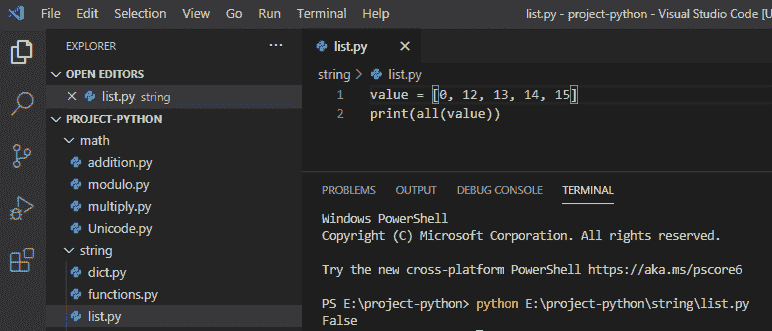 File Edit Selection View Go Run Terminal Help list.py - project-python - Visual Studio Code [U
EXPLORER ···
OPEN EDITORS
list.py string
PROJECT-PYTHON
math
addition.py
modulo.py
multiply.py
Unicode.py
string
dict.py
functions.py
list.py
list.py
string > list.py
1 value = [0, 12, 13, 14, 15]
2 print(all(value))
PROBLEMS OUTPUT DEBUG CONSOLE TERMINAL
Windows PowerShell
Copyright (C) Microsoft Corporation. All rights reserved.
Try the new cross-platform PowerShell https://aka.ms/pscore6
PS E:\project-python> python E:\project-python\string\list.py
False